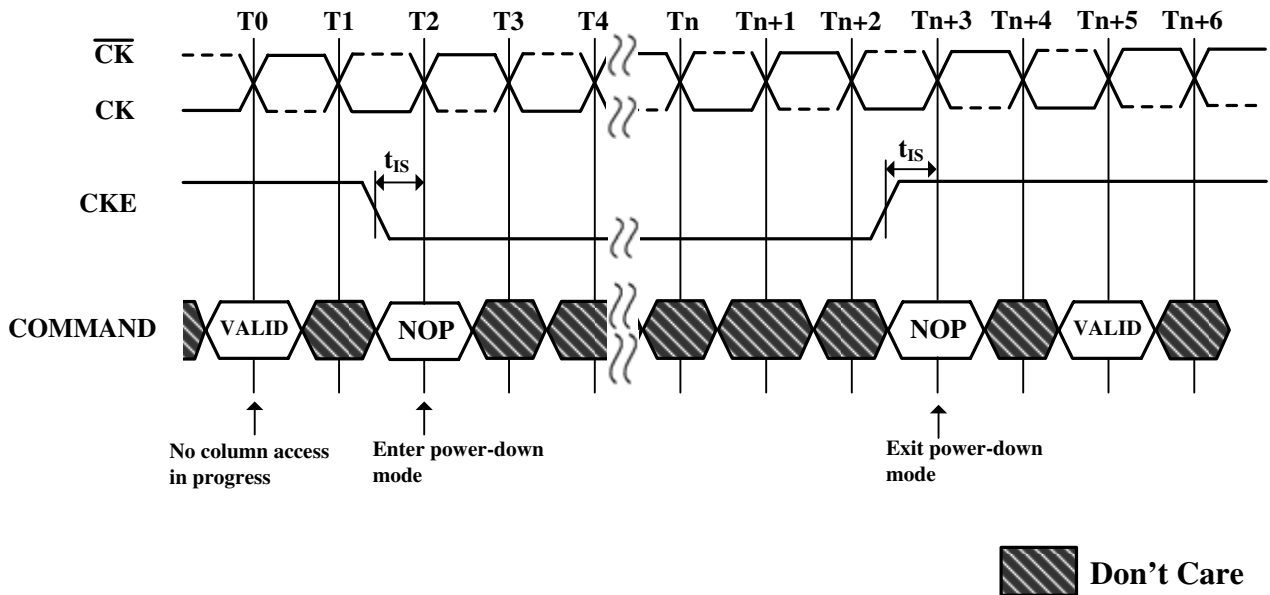 T0 T1 T2 T3 T4 Tn Tn+1 Tn+2 Tn+3 Tn+4 Tn+5 Tn+6
CK
CK
tIS tIS
CKE
COMMAND VALID NOP NOP VALID
No column access
in progress
Enter power-down
mode
Exit power-down
mode
Don't Care